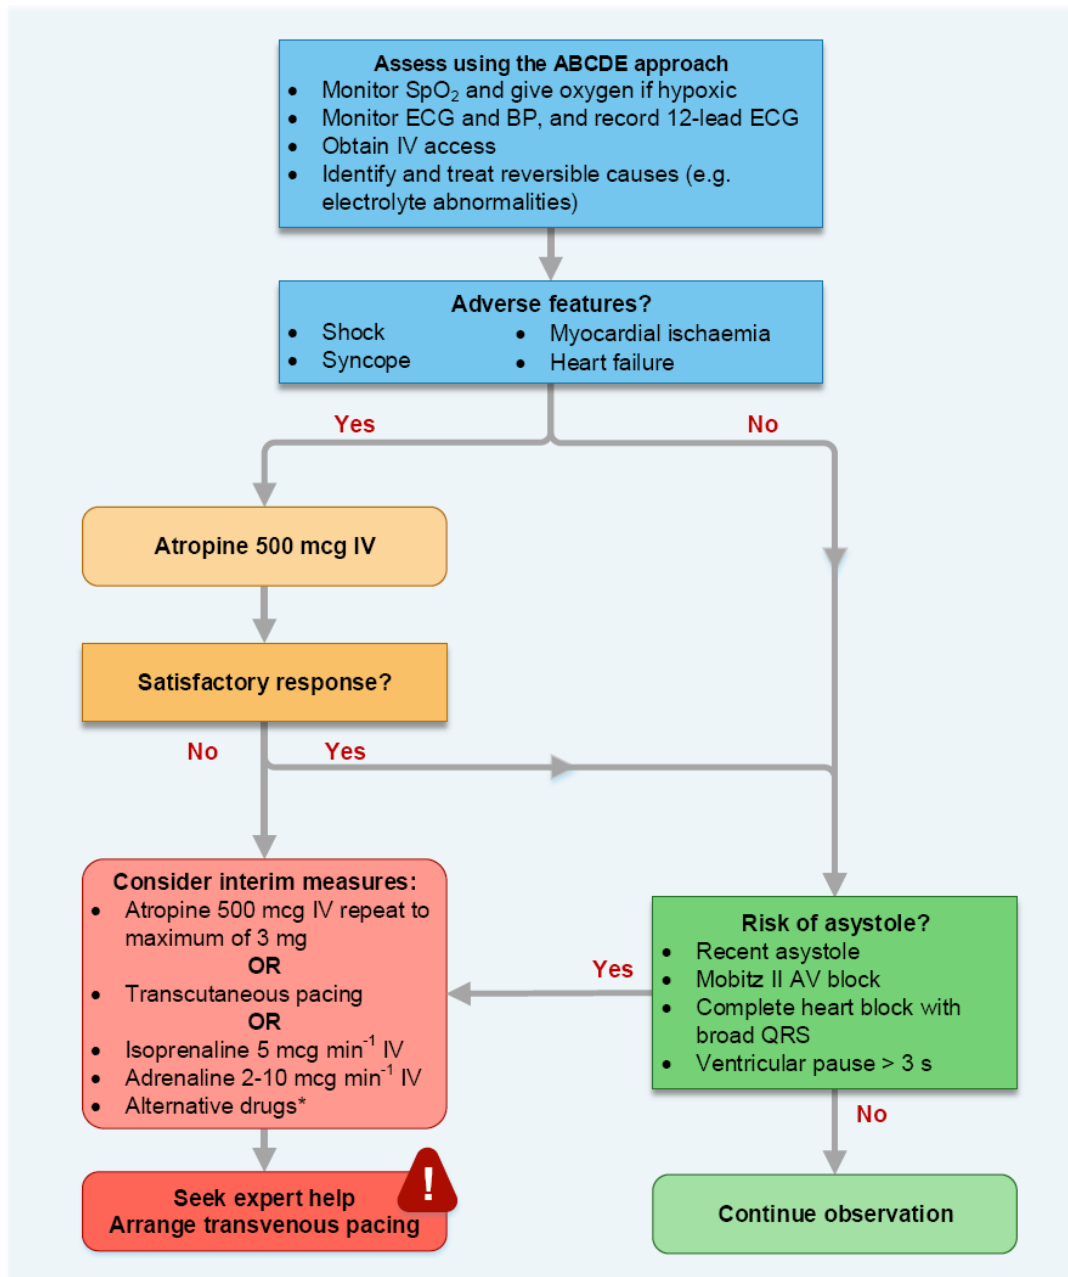 Assess using the ABCDE approach
• Monitor SpO₂ and give oxygen if hypoxic
• Monitor ECG and BP, and record 12-lead ECG
• Obtain IV access
• Identify and treat reversible causes (e.g.
electrolyte abnormalities)
Adverse features?
• Shock
• Syncope
• Myocardial ischaemia
• Heart failure
Yes
No
Atropine 500 mcg IV
Satisfactory response?
No
Yes
Consider interim measures:
• Atropine 500 mcg IV repeat to
maximum of 3 mg
OR
• Transcutaneous pacing
OR
• Isoprenaline 5 mcg min⁻¹ IV
• Adrenaline 2-10 mcg min⁻¹ IV
• Alternative drugs*
Yes
Risk of asystole?
• Recent asystole
• Mobitz II AV block
• Complete heart block with
broad QRS
• Ventricular pause > 3 s
No
!
Seek expert help
Arrange transvenous pacing
Continue observation